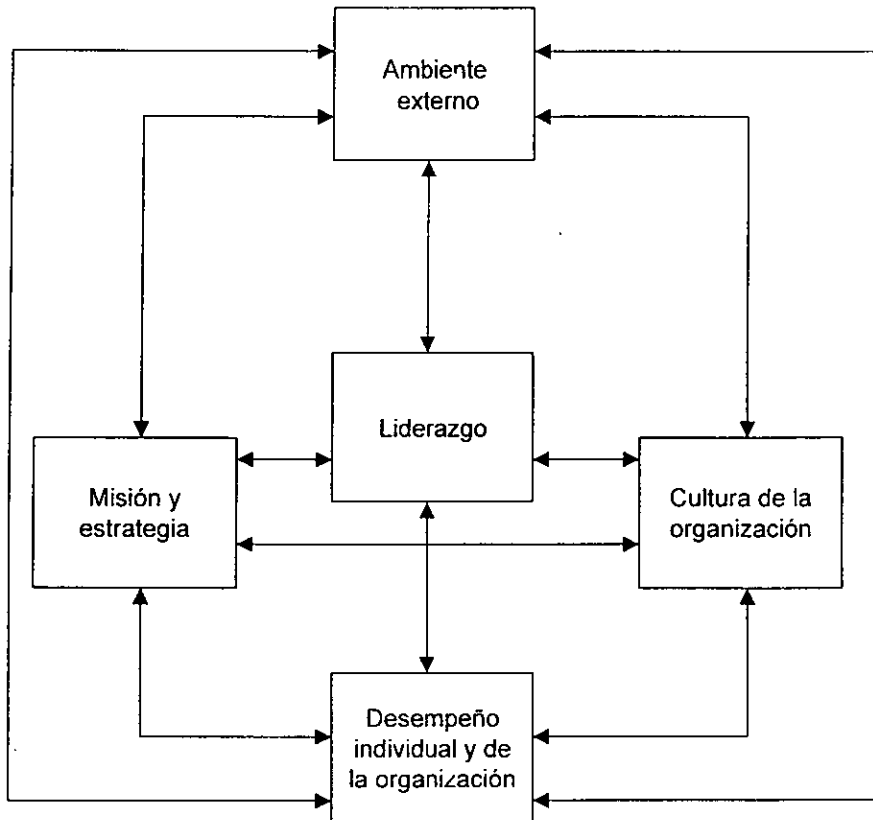 Ambiente
externo
Liderazgo
Misión y
estrategia
Cultura de la
organización
Desempeño
individual y de
la organización